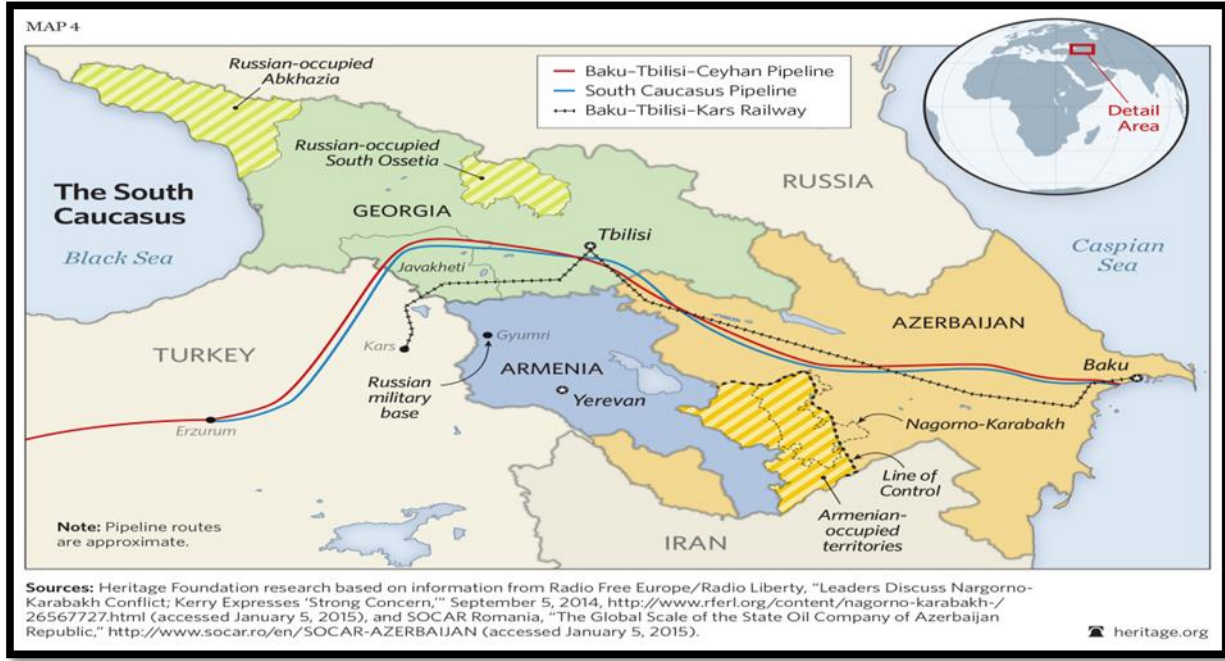 MAP 4
Russian-occupied
Abkhazia
Baku–Tbilisi–Ceyhan Pipeline
South Caucasus Pipeline
Baku–Tbilisi–Kars Railway
Detail
Area
Russian-occupied
South Ossetia
RUSSIA
The South
Caucasus
GEORGIA
Tbilisi
Black Sea
Caspian
Sea
Javakheti
AZERBAIJAN
TURKEY
Kars
Gyumri
ARMENIA
Baku
Russian
military
base
Yerevan
Nagorno-Karabakh
Erzurum
Line of
Control
Armenian-
occupied
territories
Note: Pipeline routes
are approximate.
IRAN
Sources: Heritage Foundation research based on information from Radio Free Europe/Radio Liberty, “Leaders Discuss Nargorno-
Karabakh Conflict; Kerry Expresses ‘Strong Concern,’” September 5, 2014, http://www.rferl.org/content/nagorno-karabakh-/
26567727.html (accessed January 5, 2015), and SOCAR Romania, “The Global Scale of the State Oil Company of Azerbaijan
Republic,” http://www.socar.ro/en/SOCAR-AZERBAIJAN (accessed January 5, 2015).
heritage.org